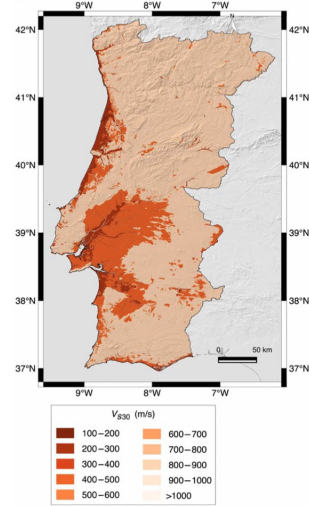 9°W 8°W 7°W
42°N 42°N
41°N 41°N
40°N 40°N
39°N 39°N
38°N 38°N
37°N 37°N
0 50 km
9°W 8°W 7°W
V_S30 (m/s)
100–200 600–700
200–300 700–800
300–400 800–900
400–500 900–1000
500–600 >1000